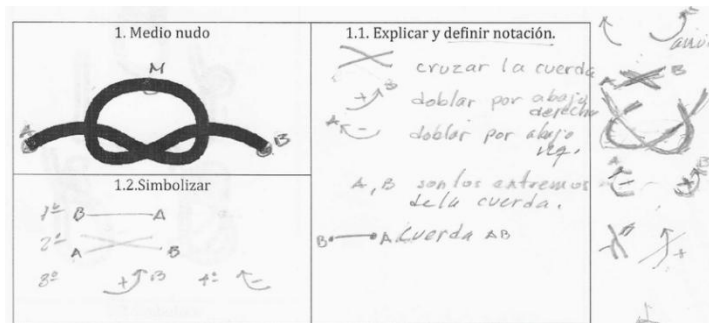 1. Medio nudo
M
A
B
1.2.Simbolizar
1º B A
2º
A B
8º + B 4º -
1.1. Explicar y definir notación.
cruzar la cuerda
+ B doblar por abajo
derecha
A - doblar por abajo
izq.
A, B son los extremos
de la cuerda.
B A Cuerda AB
A B
A B
- +
+